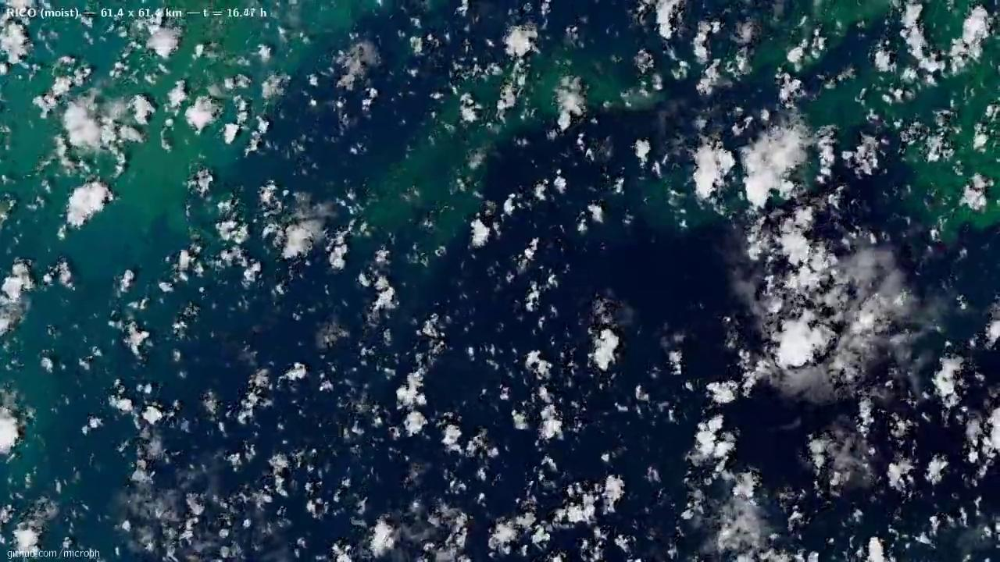 RICO (moist) — 61.4 x 61.4 km — t = 16.47 h
github.com/microhh